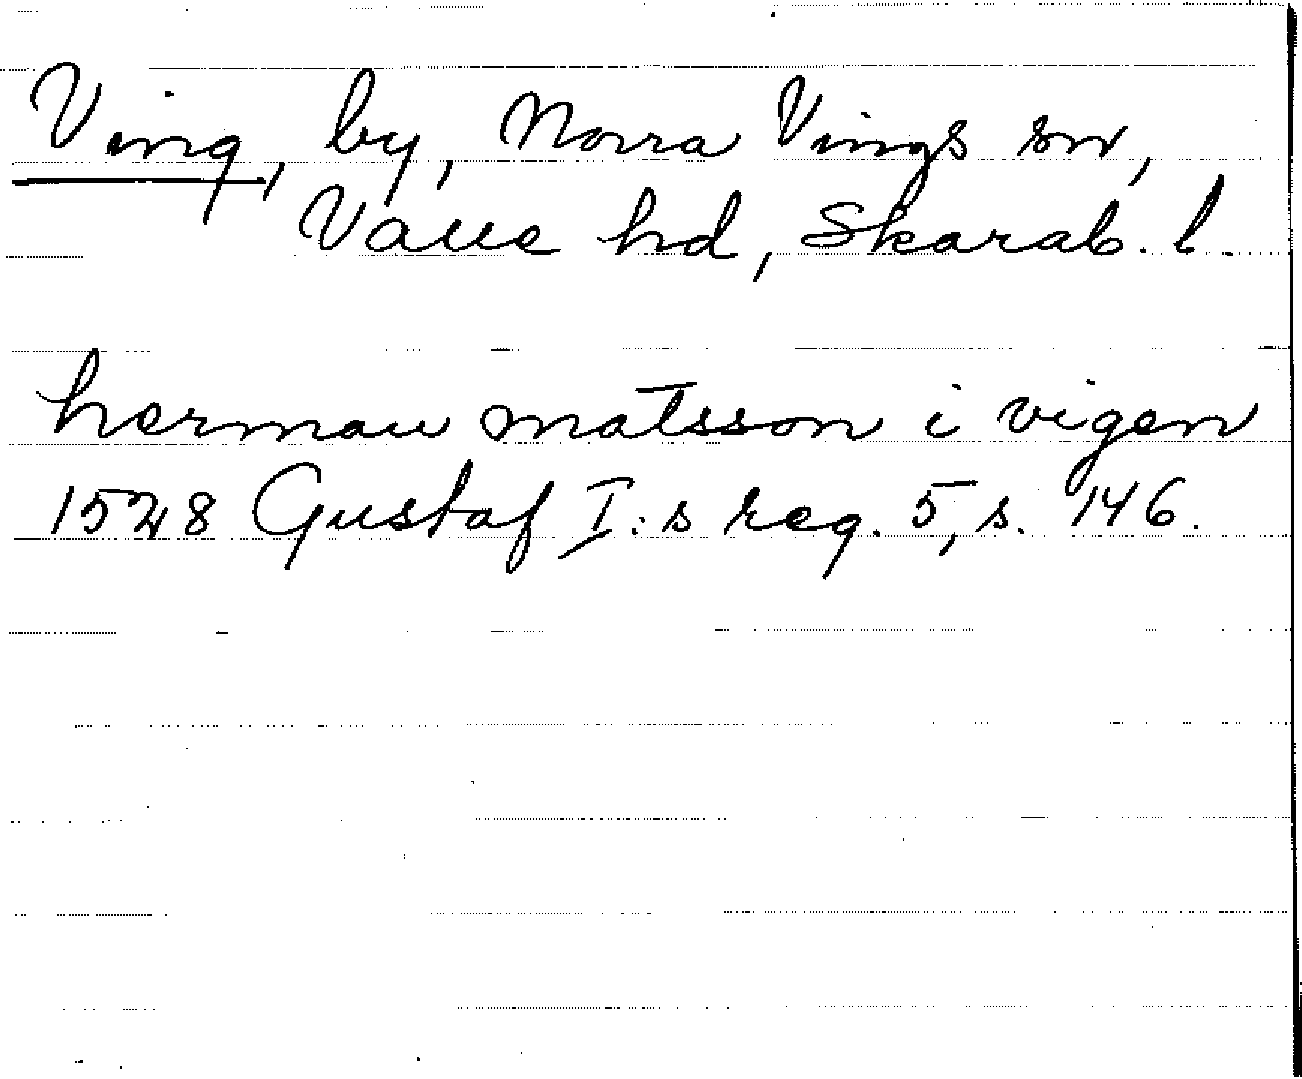 Ving, by, Norra Vings sn,
Valle hd, Skarab. l.
herman matsson i vigen
1528 Gustaf I:s reg. 5, s. 146.